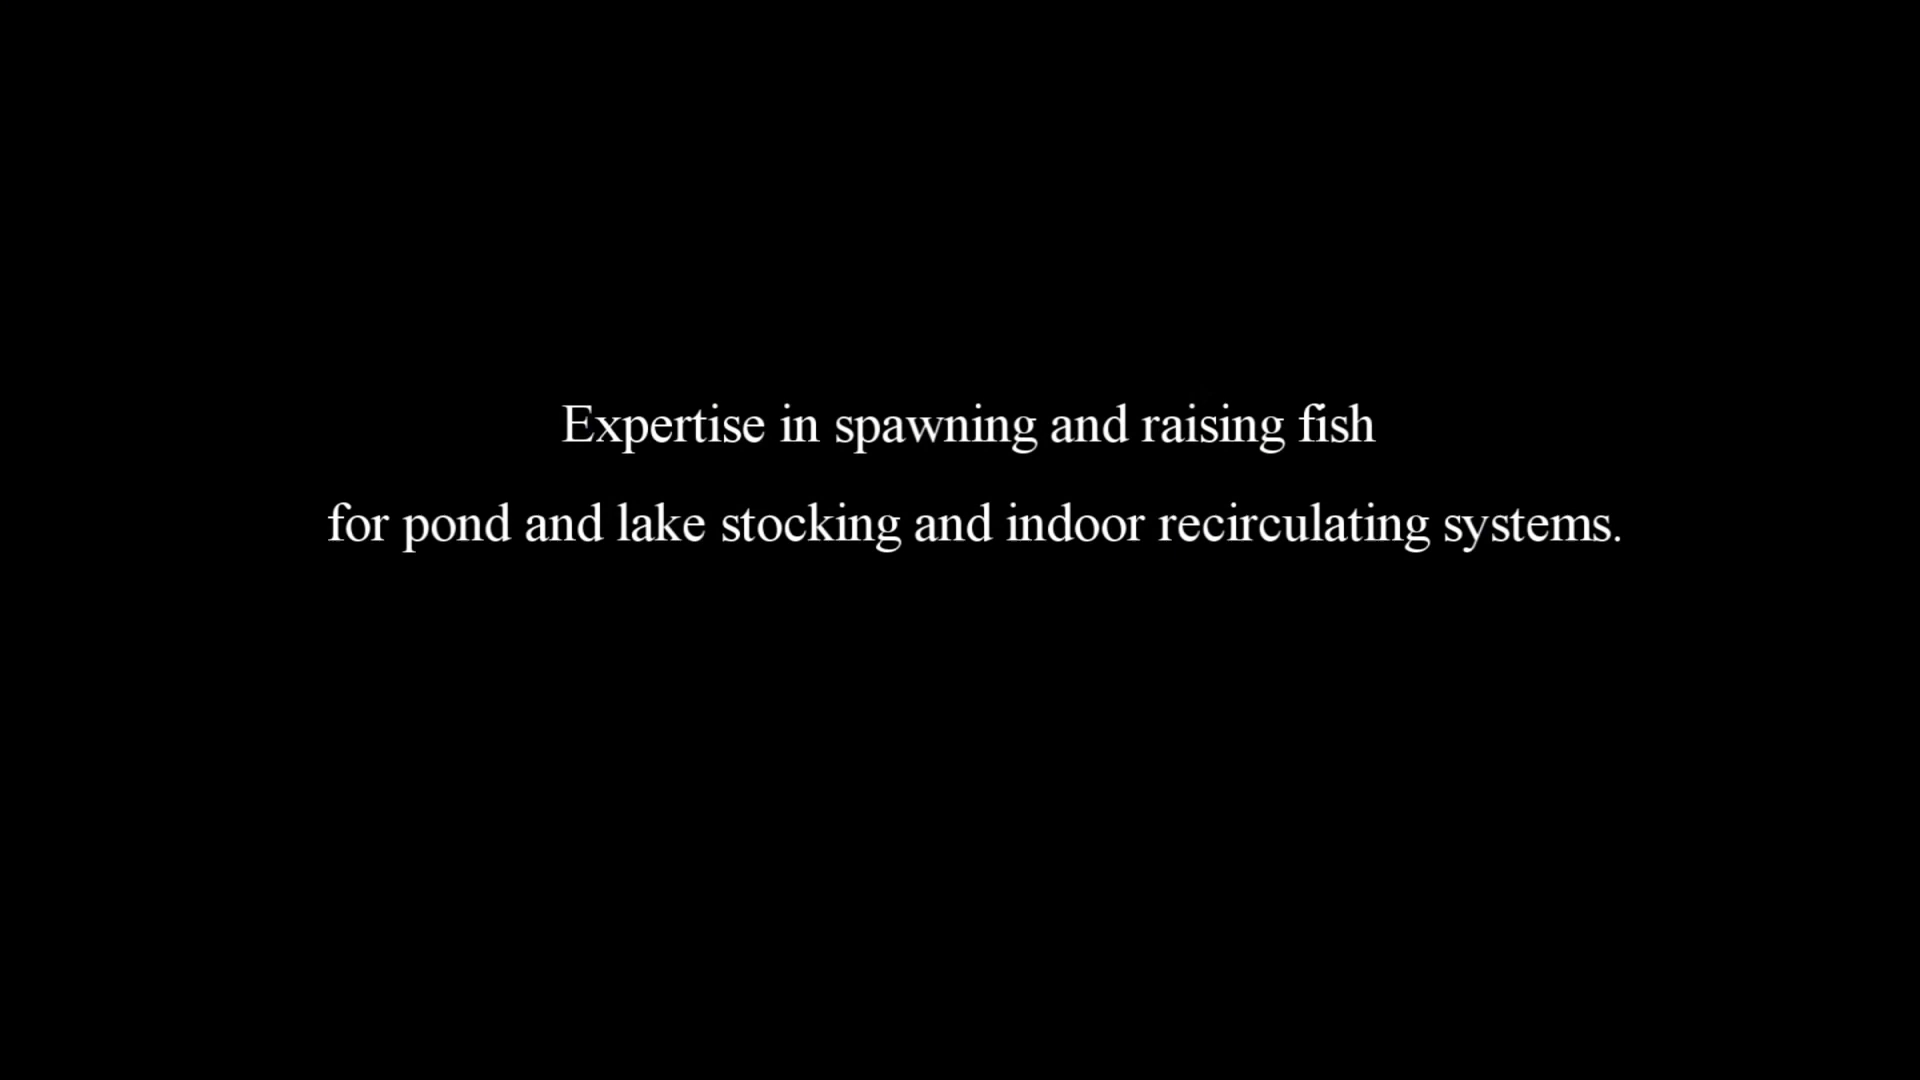 Expertise in spawning and raising fish
for pond and lake stocking and indoor recirculating systems.